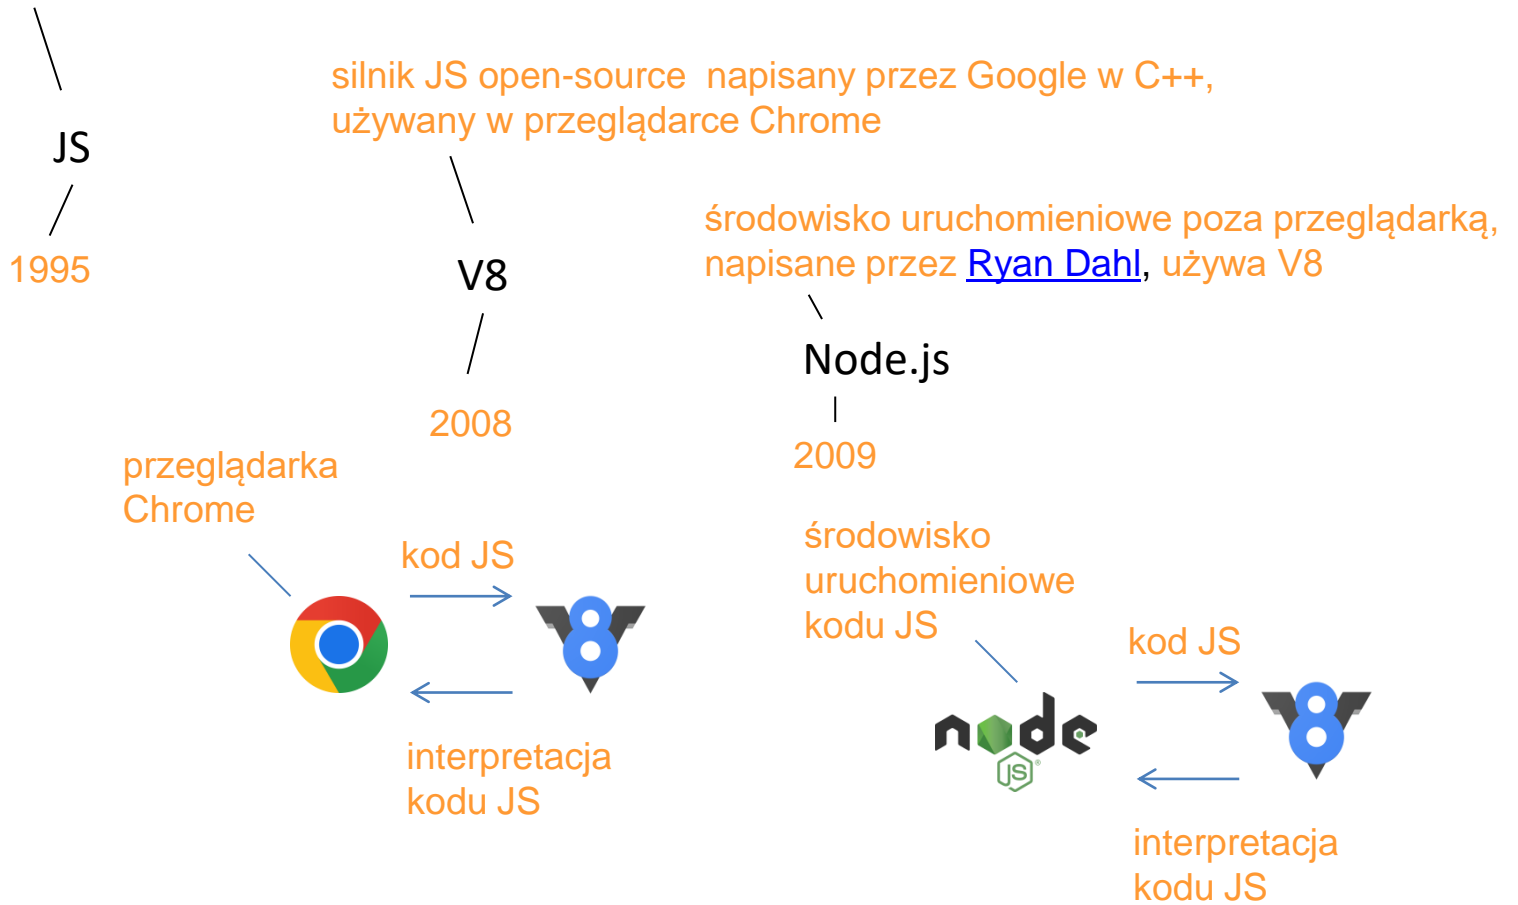 JS
1995
silnik JS open-source napisany przez Google w C++,
używany w przeglądarce Chrome
V8
2008
środowisko uruchomieniowe poza przeglądarką,
napisane przez Ryan Dahl, używa V8
Node.js
2009
przeglądarka
Chrome
kod JS
8
interpretacja
kodu JS
środowisko
uruchomieniowe
kodu JS
node
JS®
kod JS
8
interpretacja
kodu JS